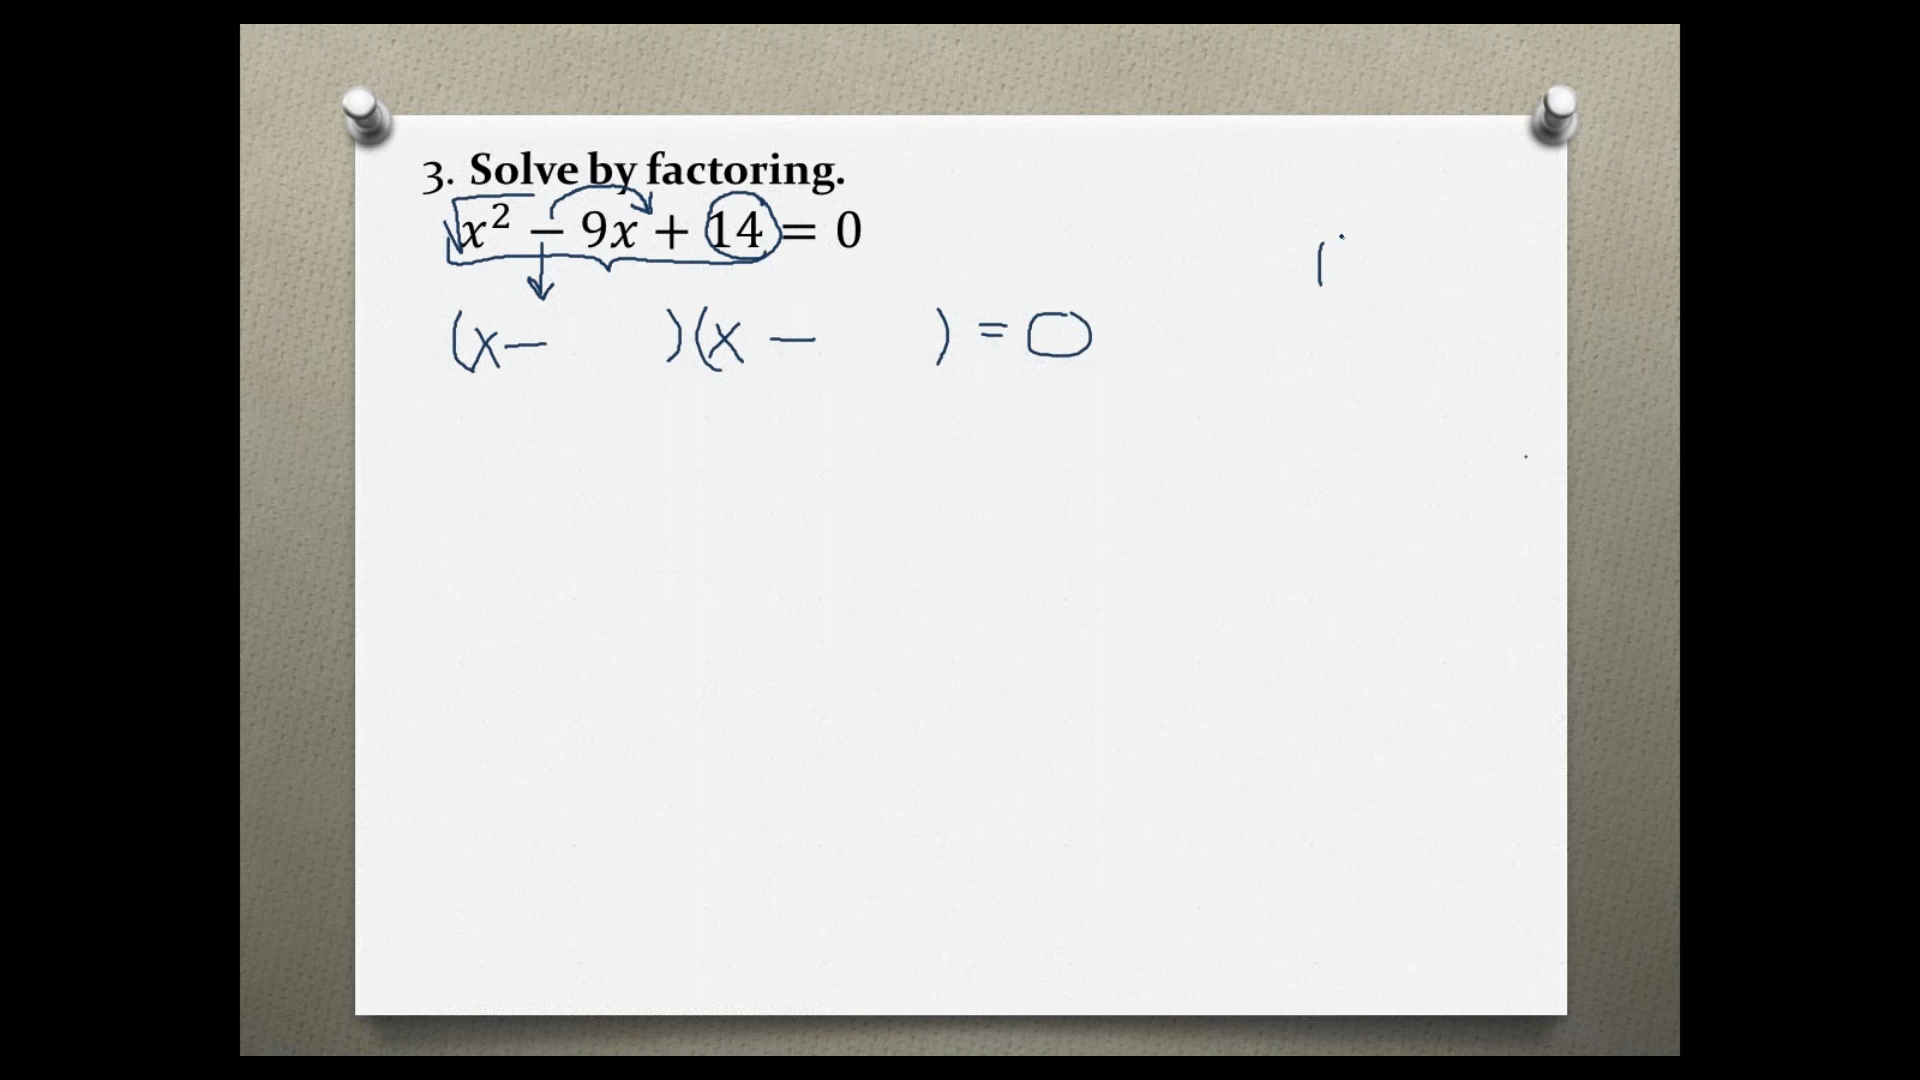 3. Solve by factoring.
x² − 9x + 14 = 0
(x−   )(x −   ) = 0